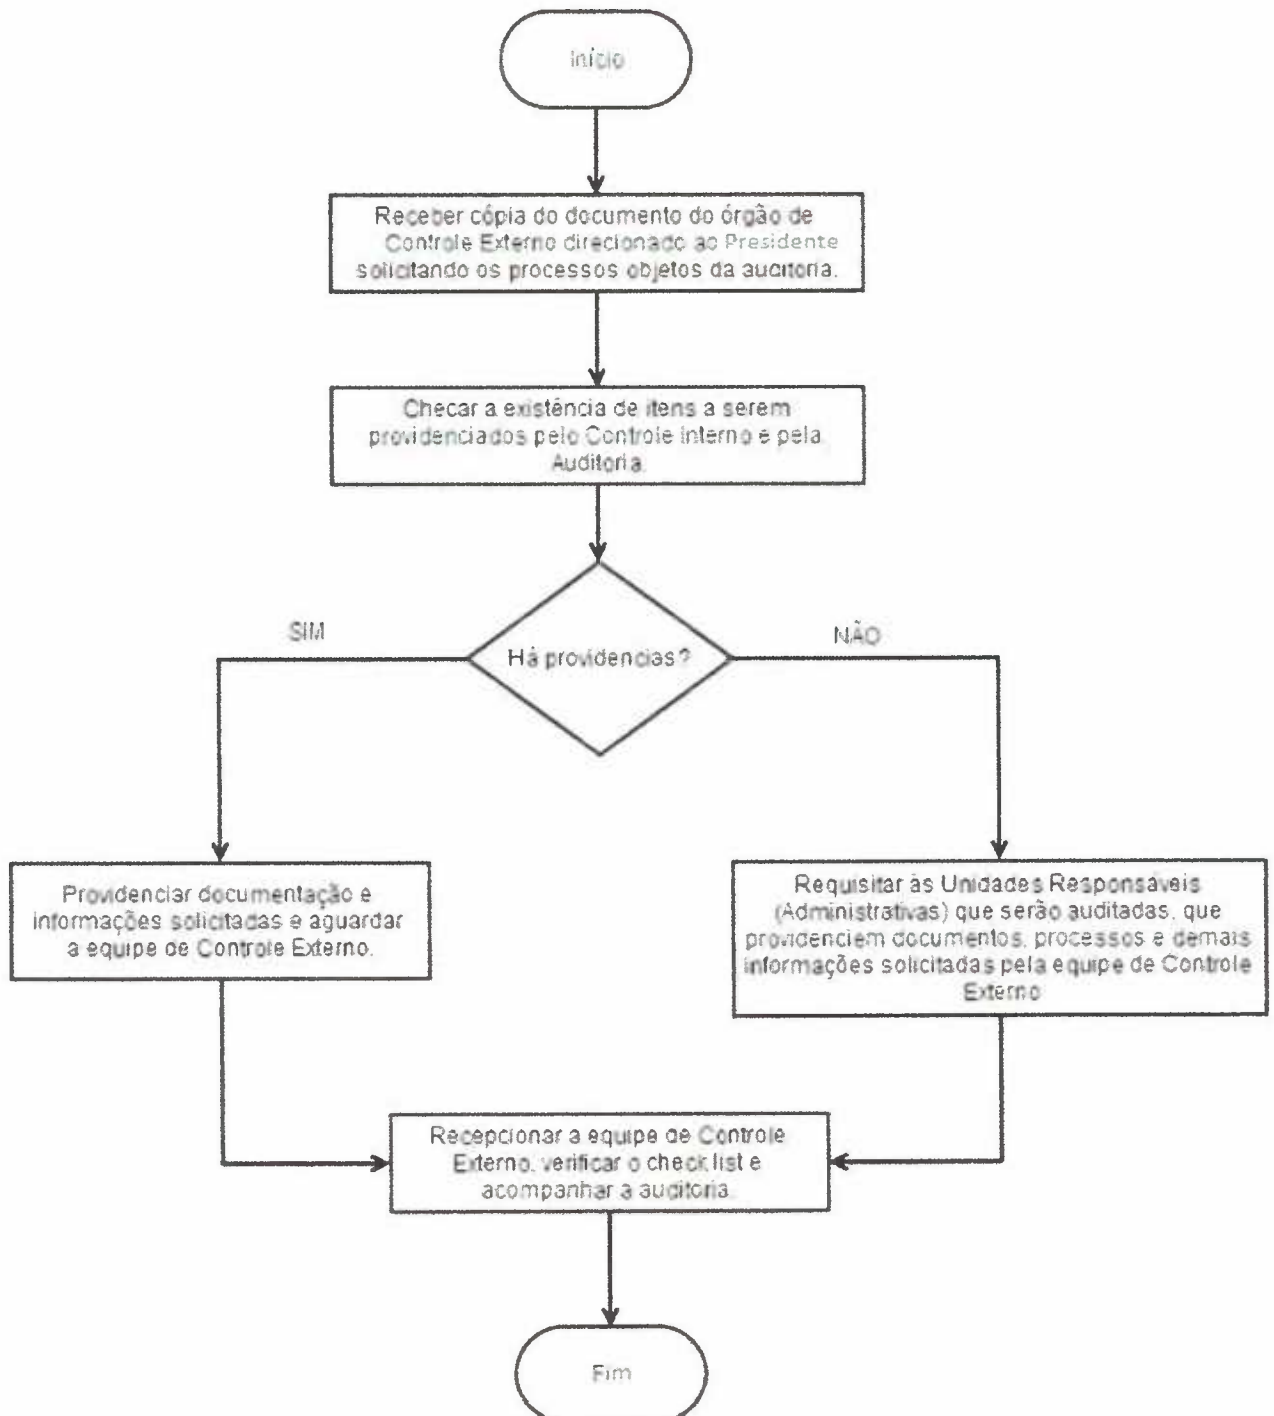 Início
Receber cópia do documento do órgão de
Controle Externo direcionado ao Presidente
solicitando os processos objetos da auditoria.
Checar a existência de itens a serem
providenciados pelo Controle Interno e pela
Auditoria.
Há providencias?
SIM
NÃO
Providenciar documentação e
informações solicitadas e aguardar
a equipe de Controle Externo.
Requisitar às Unidades Responsáveis
(Administrativas) que serão auditadas, que
providenciem documentos, processos e demais
informações solicitadas pela equipe de Controle
Externo
Recepcionar a equipe de Controle
Externo, verificar o check list e
acompanhar a auditoria.
Fim